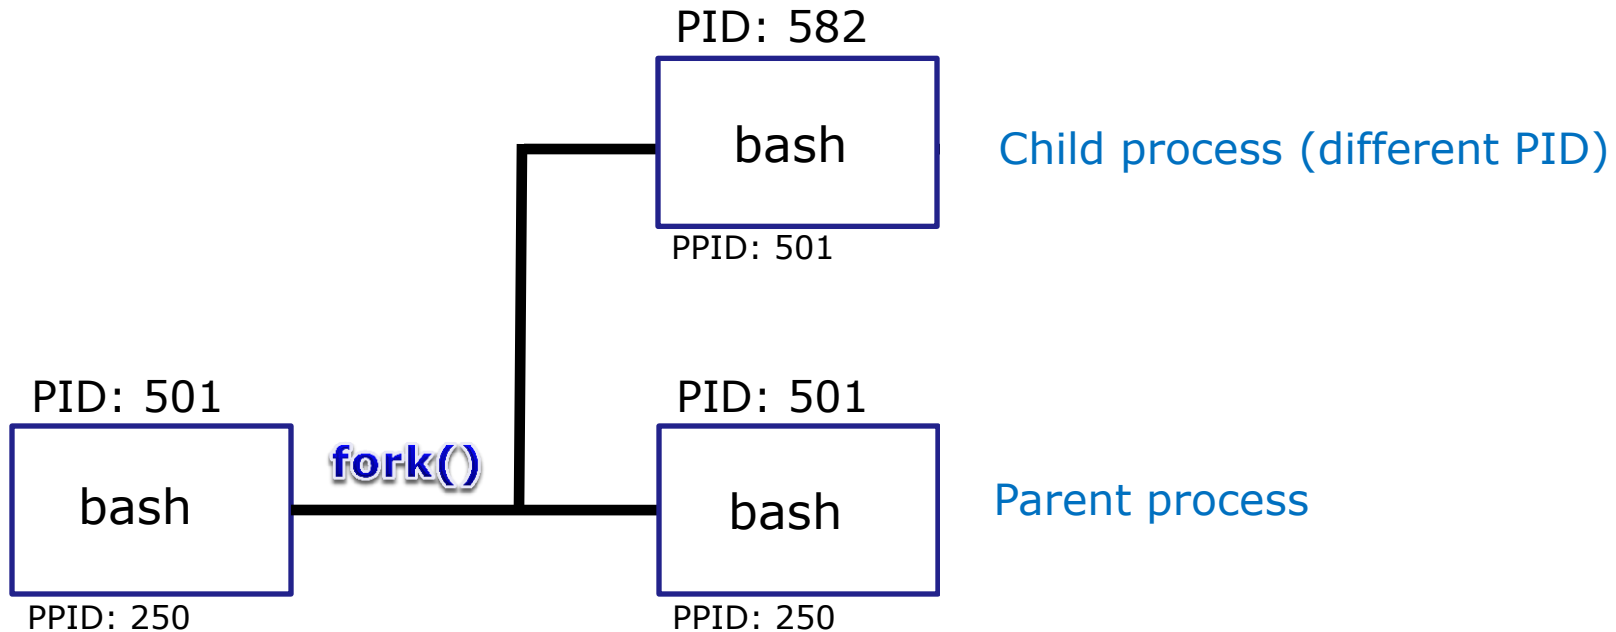 PID: 582
bash
Child process (different PID)
PPID: 501
PID: 501
bash
PPID: 250
fork()
PID: 501
bash
Parent process
PPID: 250